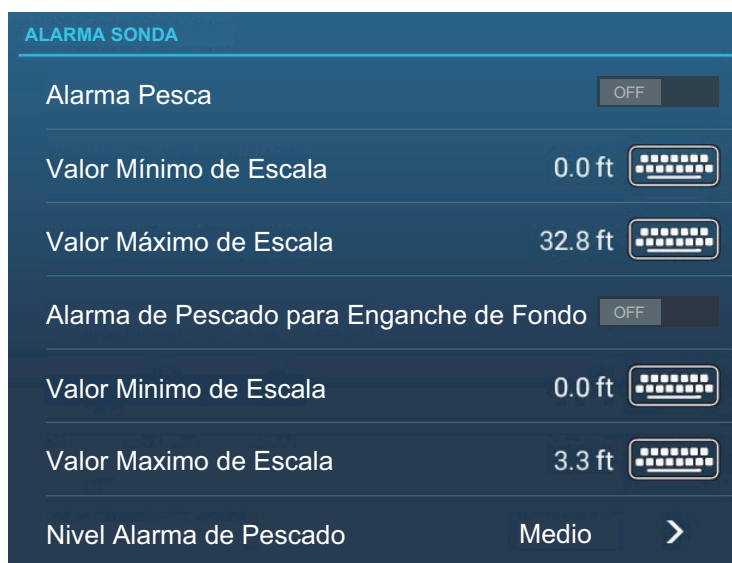 ALARMA SONDA
Alarma Pesca OFF
Valor Mínimo de Escala 0.0 ft
Valor Máximo de Escala 32.8 ft
Alarma de Pescado para Enganche de Fondo OFF
Valor Minimo de Escala 0.0 ft
Valor Maximo de Escala 3.3 ft
Nivel Alarma de Pescado Medio